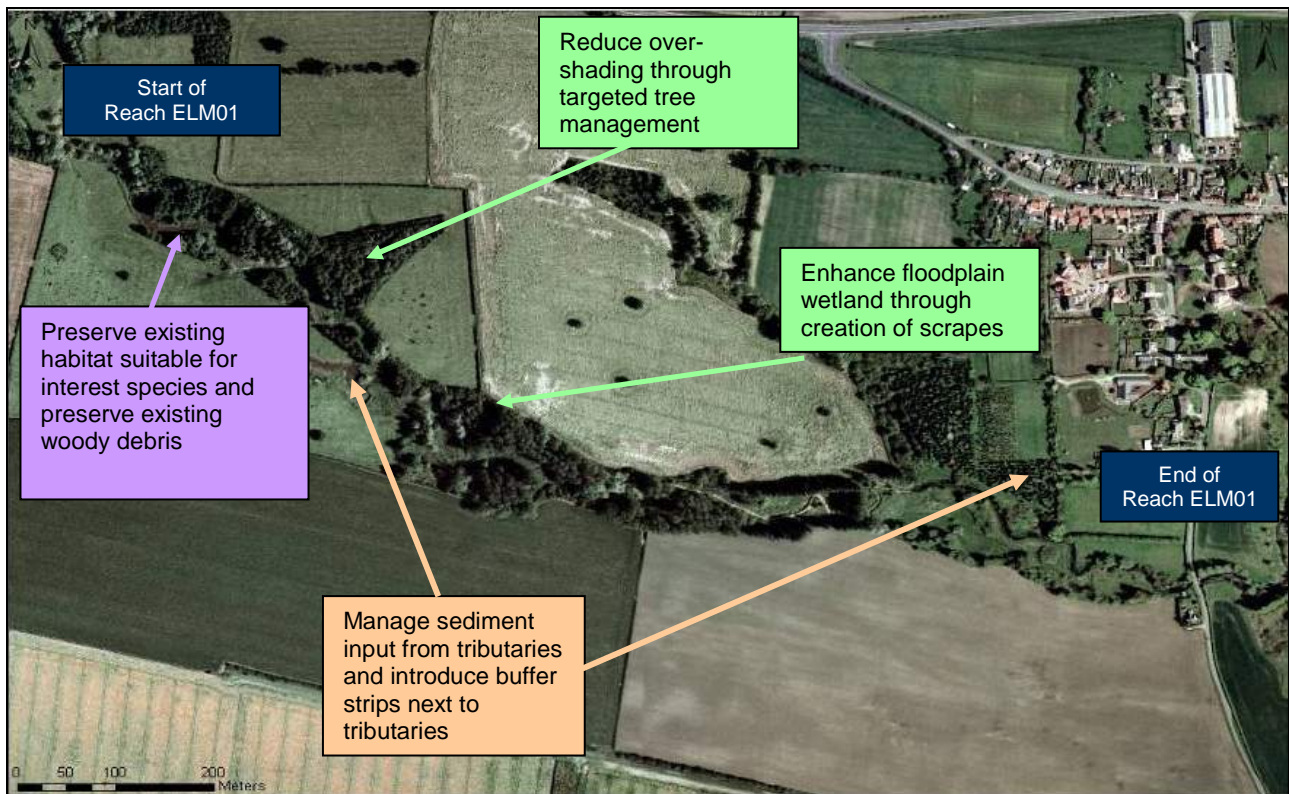 Start of
Reach ELM01
Reduce over-
shading through
targeted tree
management
Enhance floodplain
wetland through
creation of scrapes
Preserve existing
habitat suitable for
interest species and
preserve existing
woody debris
End of
Reach ELM01
Manage sediment
input from tributaries
and introduce buffer
strips next to
tributaries
0 50 100 200
Meters